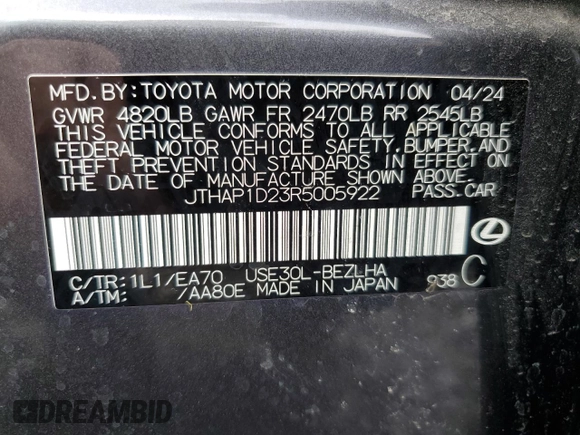 MFD.BY:TOYOTA MOTOR CORPORATION 04/24
GVWR 4820LB GAWR FR 2470LB RR 2545LB
THIS VEHICLE CONFORMS TO ALL APPLICABLE
FEDERAL MOTOR VEHICLE SAFETY,BUMPER,AND
THEFT PREVENTION STANDARDS IN EFFECT ON
THE DATE OF MANUFACTURE SHOWN ABOVE.
JTHAP1D23R5005922 PASS.CAR
C/TR:1L1/EA70 USE30L-BEZLHA
A/TM: /AA80E MADE IN JAPAN 938 C
DREAMBID